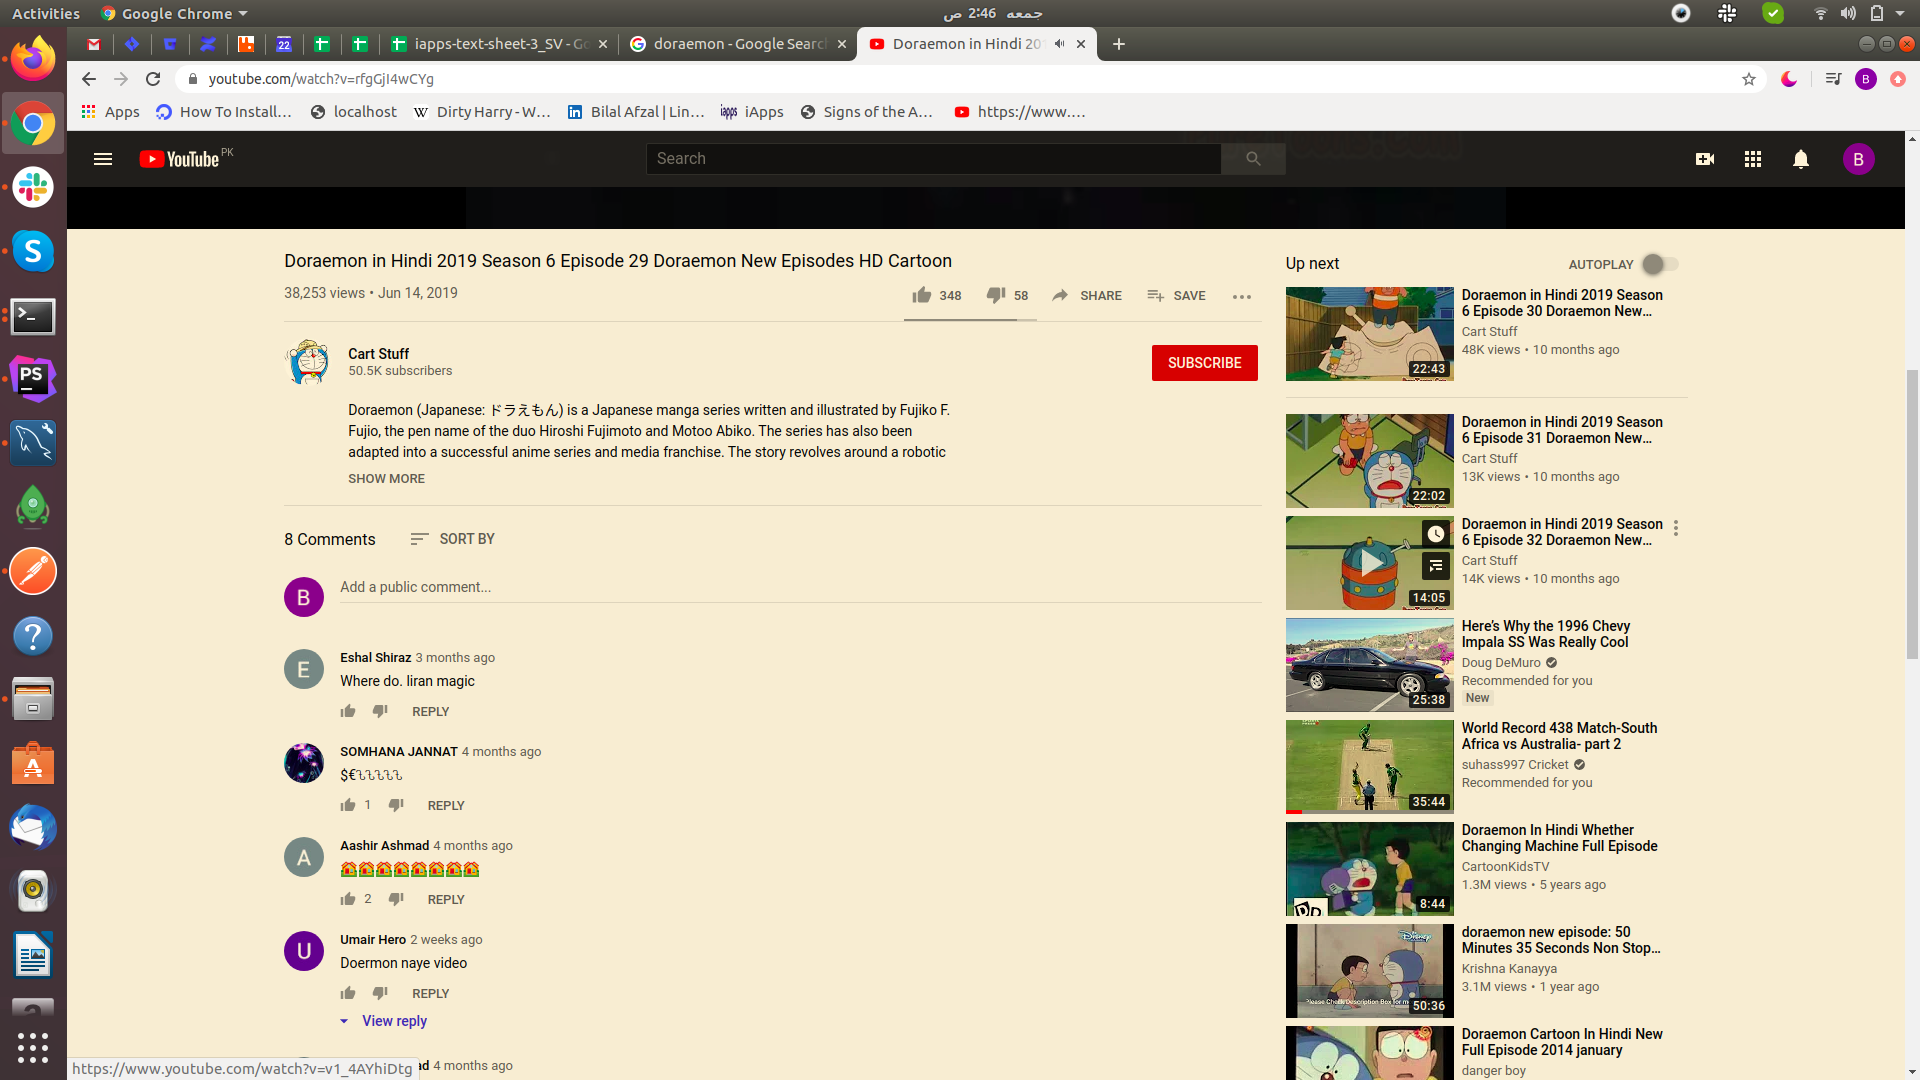 Activities
Google Chrome
جمعه 2:46 ص
iapps-text-sheet-3_SV - Go
doraemon - Google Search
Doraemon in Hindi 201
youtube.com/watch?v=rfgGjI4wCYg
B
Apps
How To Install...
localhost
Dirty Harry - W...
Bilal Afzal | Lin...
iApps
Signs of the A...
https://www....
YouTube PK
Search
B
Doraemon in Hindi 2019 Season 6 Episode 29 Doraemon New Episodes HD Cartoon
38,253 views • Jun 14, 2019
348
58
SHARE
SAVE
Cart Stuff
50.5K subscribers
SUBSCRIBE
Doraemon (Japanese: ドラえもん) is a Japanese manga series written and illustrated by Fujiko F.
Fujio, the pen name of the duo Hiroshi Fujimoto and Motoo Abiko. The series has also been
adapted into a successful anime series and media franchise. The story revolves around a robotic
SHOW MORE
8 Comments
SORT BY
B
Add a public comment...
E
Eshal Shiraz 3 months ago
Where do. liran magic
REPLY
SOMHANA JANNAT 4 months ago
1
REPLY
A
Aashir Ashmad 4 months ago
2
REPLY
U
Umair Hero 2 weeks ago
Doermon naye video
REPLY
View reply
4 months ago
https://www.youtube.com/watch?v=v1_4AYhiDtg
Up next
AUTOPLAY
Doraemon in Hindi 2019 Season
6 Episode 30 Doraemon New...
Cart Stuff
48K views • 10 months ago
22:43
Doraemon in Hindi 2019 Season
6 Episode 31 Doraemon New...
Cart Stuff
13K views • 10 months ago
22:02
Doraemon in Hindi 2019 Season
6 Episode 32 Doraemon New...
Cart Stuff
14K views • 10 months ago
14:05
Here's Why the 1996 Chevy
Impala SS Was Really Cool
Doug DeMuro
Recommended for you
New
25:38
World Record 438 Match-South
Africa vs Australia- part 2
suhass997 Cricket
Recommended for you
35:44
Doraemon In Hindi Whether
Changing Machine Full Episode
CartoonKidsTV
1.3M views • 5 years ago
8:44
doraemon new episode: 50
Minutes 35 Seconds Non Stop...
Krishna Kanayya
3.1M views • 1 year ago
50:36
Doraemon Cartoon In Hindi New
Full Episode 2014 january
danger boy